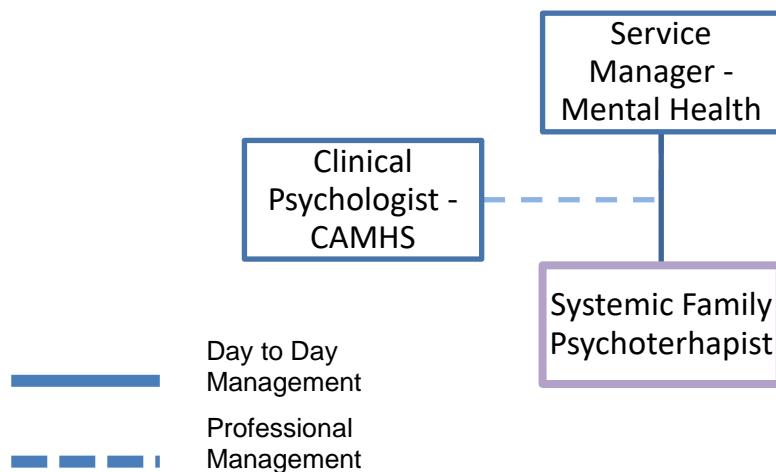 Service
Manager -
Mental Health
Clinical
Psychologist -
CAMHS
Systemic Family
Psychoterhapist
Day to Day
Management
Professional
Management